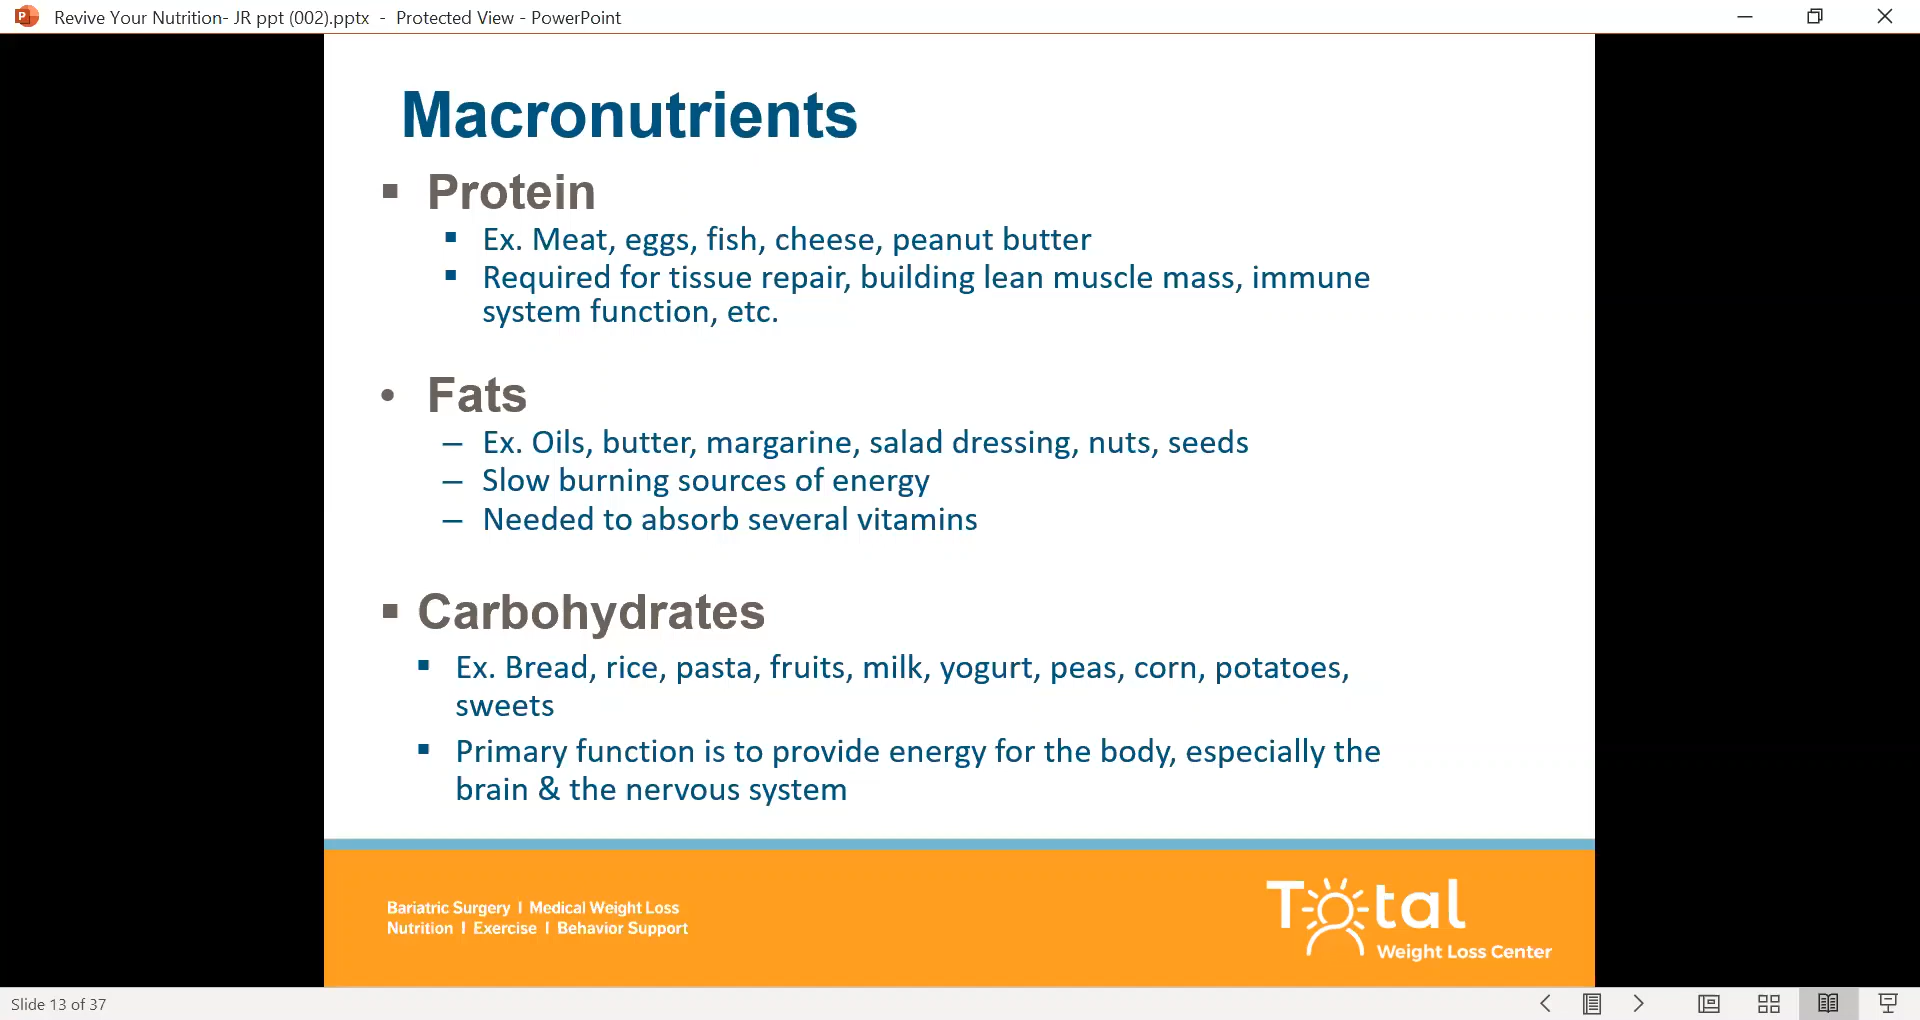 Revive Your Nutrition- JR ppt (002).pptx - Protected View - PowerPoint
Macronutrients
▪ Protein
▪ Ex. Meat, eggs, fish, cheese, peanut butter
▪ Required for tissue repair, building lean muscle mass, immune
system function, etc.
• Fats
– Ex. Oils, butter, margarine, salad dressing, nuts, seeds
– Slow burning sources of energy
– Needed to absorb several vitamins
▪ Carbohydrates
▪ Ex. Bread, rice, pasta, fruits, milk, yogurt, peas, corn, potatoes,
sweets
▪ Primary function is to provide energy for the body, especially the
brain & the nervous system
Bariatric Surgery | Medical Weight Loss
Nutrition | Exercise | Behavior Support
Total
Weight Loss Center
Slide 13 of 37